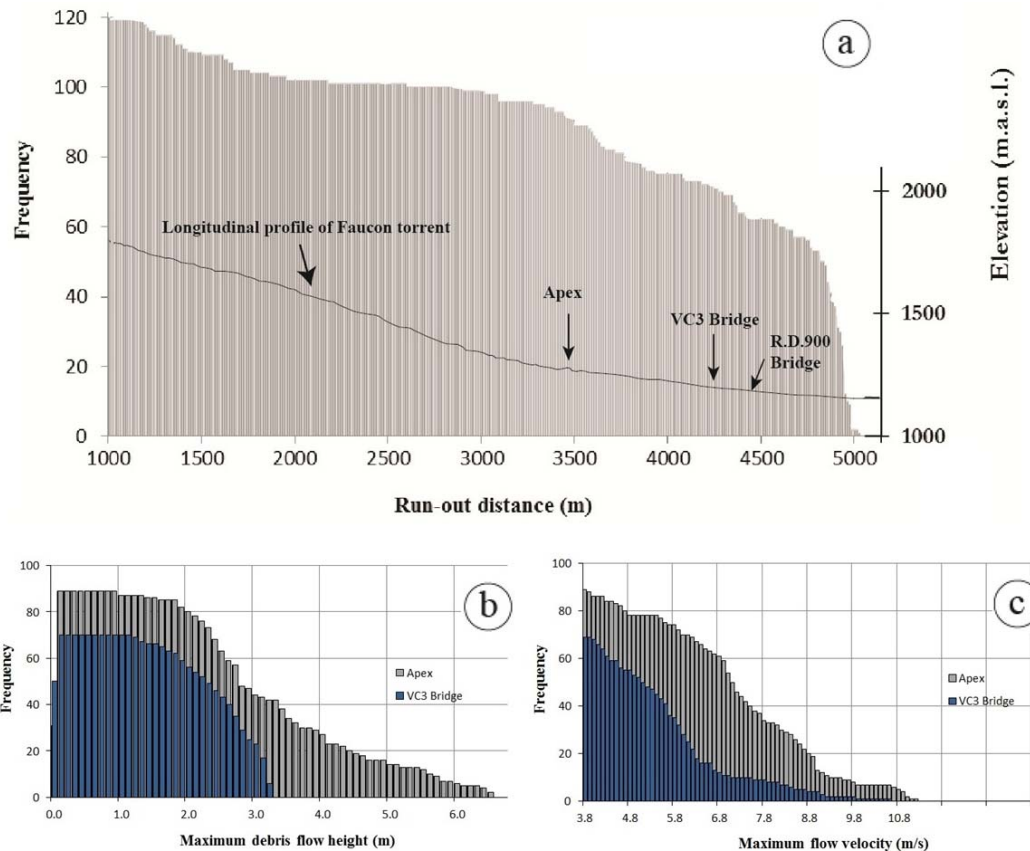 a
120
100
80
60
40
20
0
Frequency
2000
1500
1000
Elevation (m.a.s.l.)
Longitudinal profile of Faucon torrent
Apex
VC3 Bridge
R.D.900
Bridge
1000 1500 2000 2500 3000 3500 4000 4500 5000
Run-out distance (m)
b
100
80
60
40
20
0
Frequency
Apex
VC3 Bridge
0.0 1.0 2.0 3.0 4.0 5.0 6.0
Maximum debris flow height (m)
c
100
80
60
40
20
0
Frequency
Apex
VC3 Bridge
3.8 4.8 5.8 6.8 7.8 8.8 9.8 10.8
Maximum flow velocity (m/s)